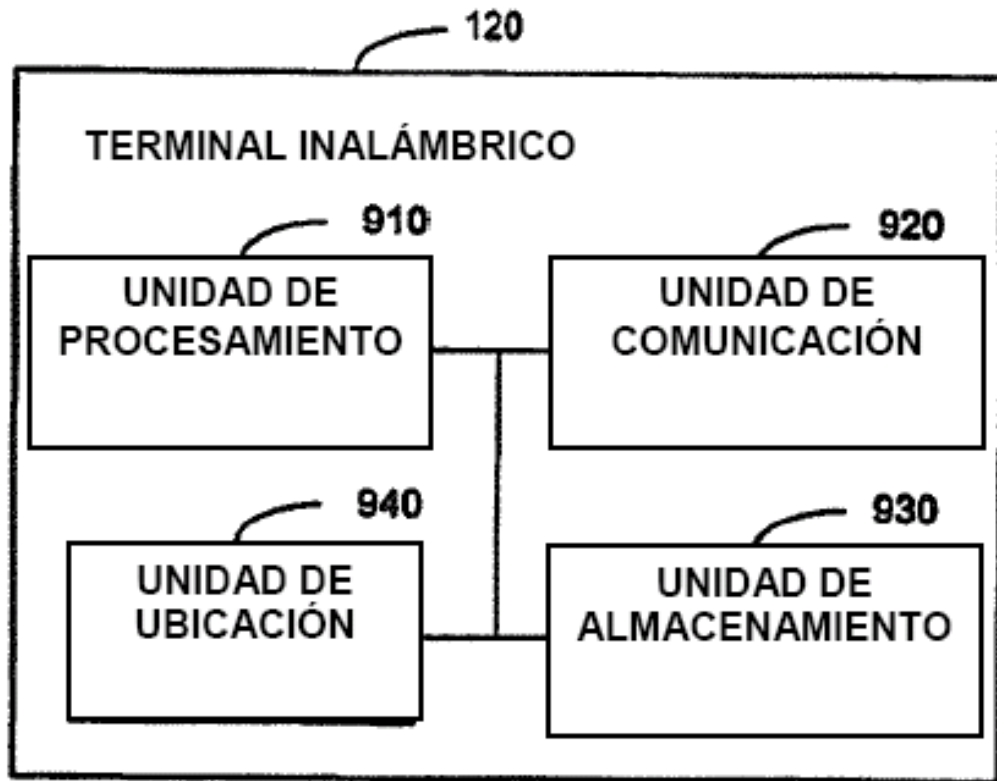 120
TERMINAL INALÁMBRICO
910
UNIDAD DE
PROCESAMIENTO
920
UNIDAD DE
COMUNICACIÓN
940
UNIDAD DE
UBICACIÓN
930
UNIDAD DE
ALMACENAMIENTO